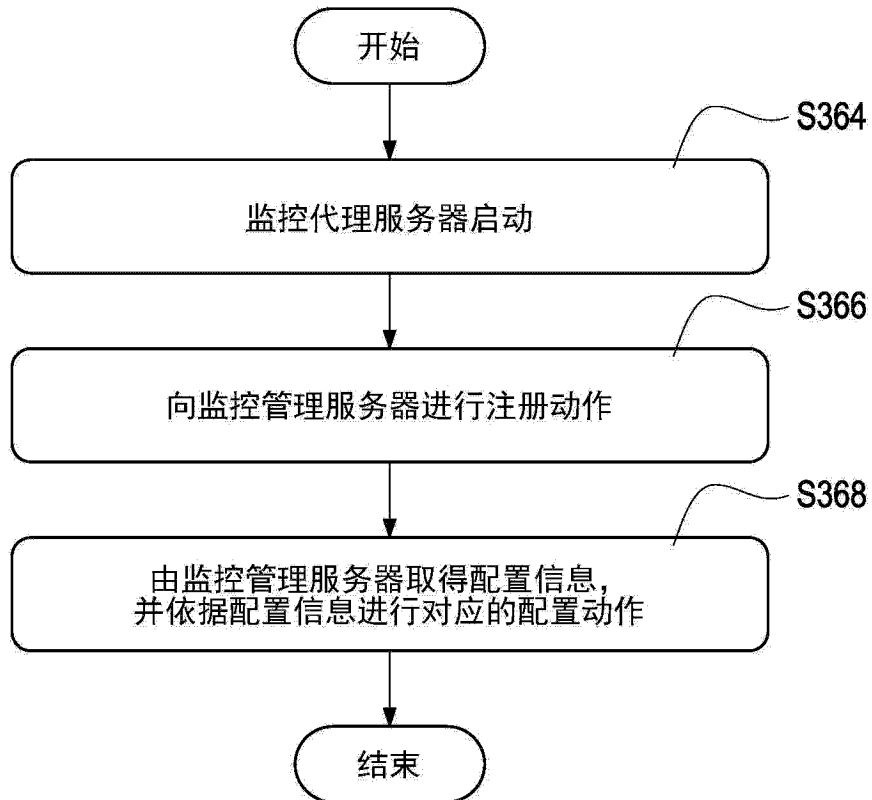 开始
S364
监控代理服务器启动
S366
向监控管理服务器进行注册动作
S368
由监控管理服务器取得配置信息，
并依据配置信息进行对应的配置动作
结束